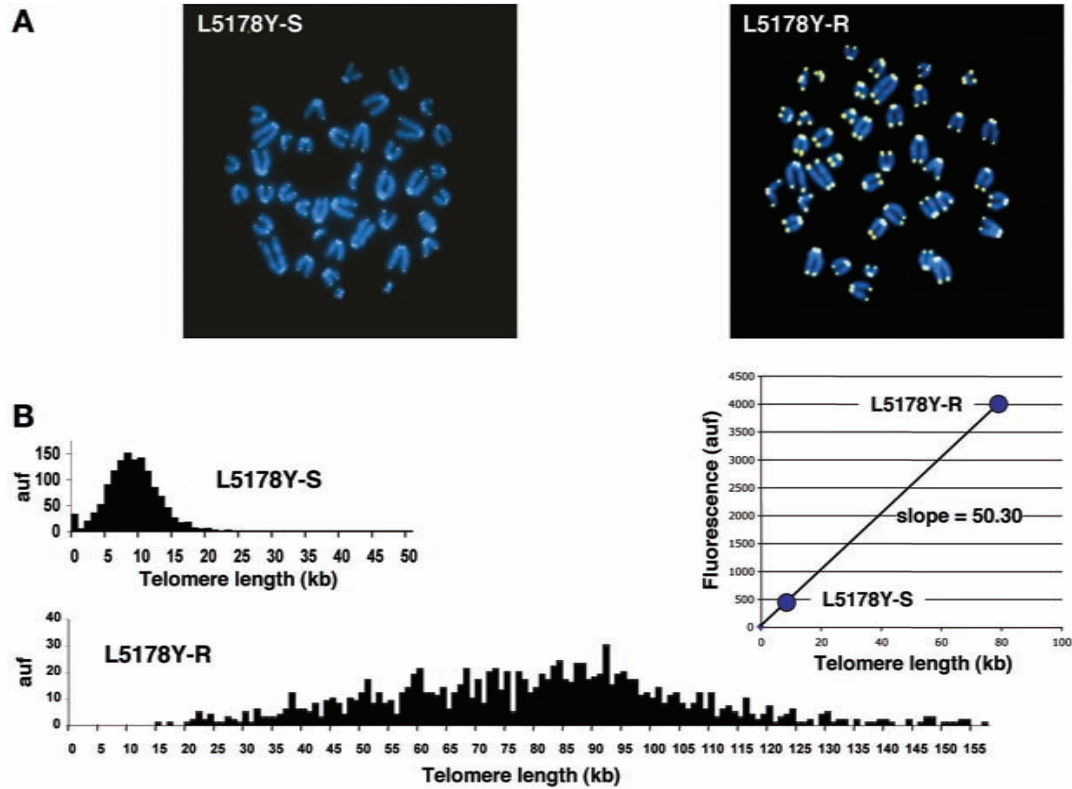 A
L5178Y-S
L5178Y-R
B
auf
150
100
50
0
L5178Y-S
0 5 10 15 20 25 30 35 40 45 50
Telomere length (kb)
Fluorescence (auf)
4500
4000
3500
3000
2500
2000
1500
1000
500
0
L5178Y-R
slope = 50.30
L5178Y-S
0 20 40 60 80 100
Telomere length (kb)
auf
40
30
20
10
0
L5178Y-R
0 5 10 15 20 25 30 35 40 45 50 55 60 65 70 75 80 85 90 95 100 105 110 115 120 125 130 135 140 145 150 155
Telomere length (kb)